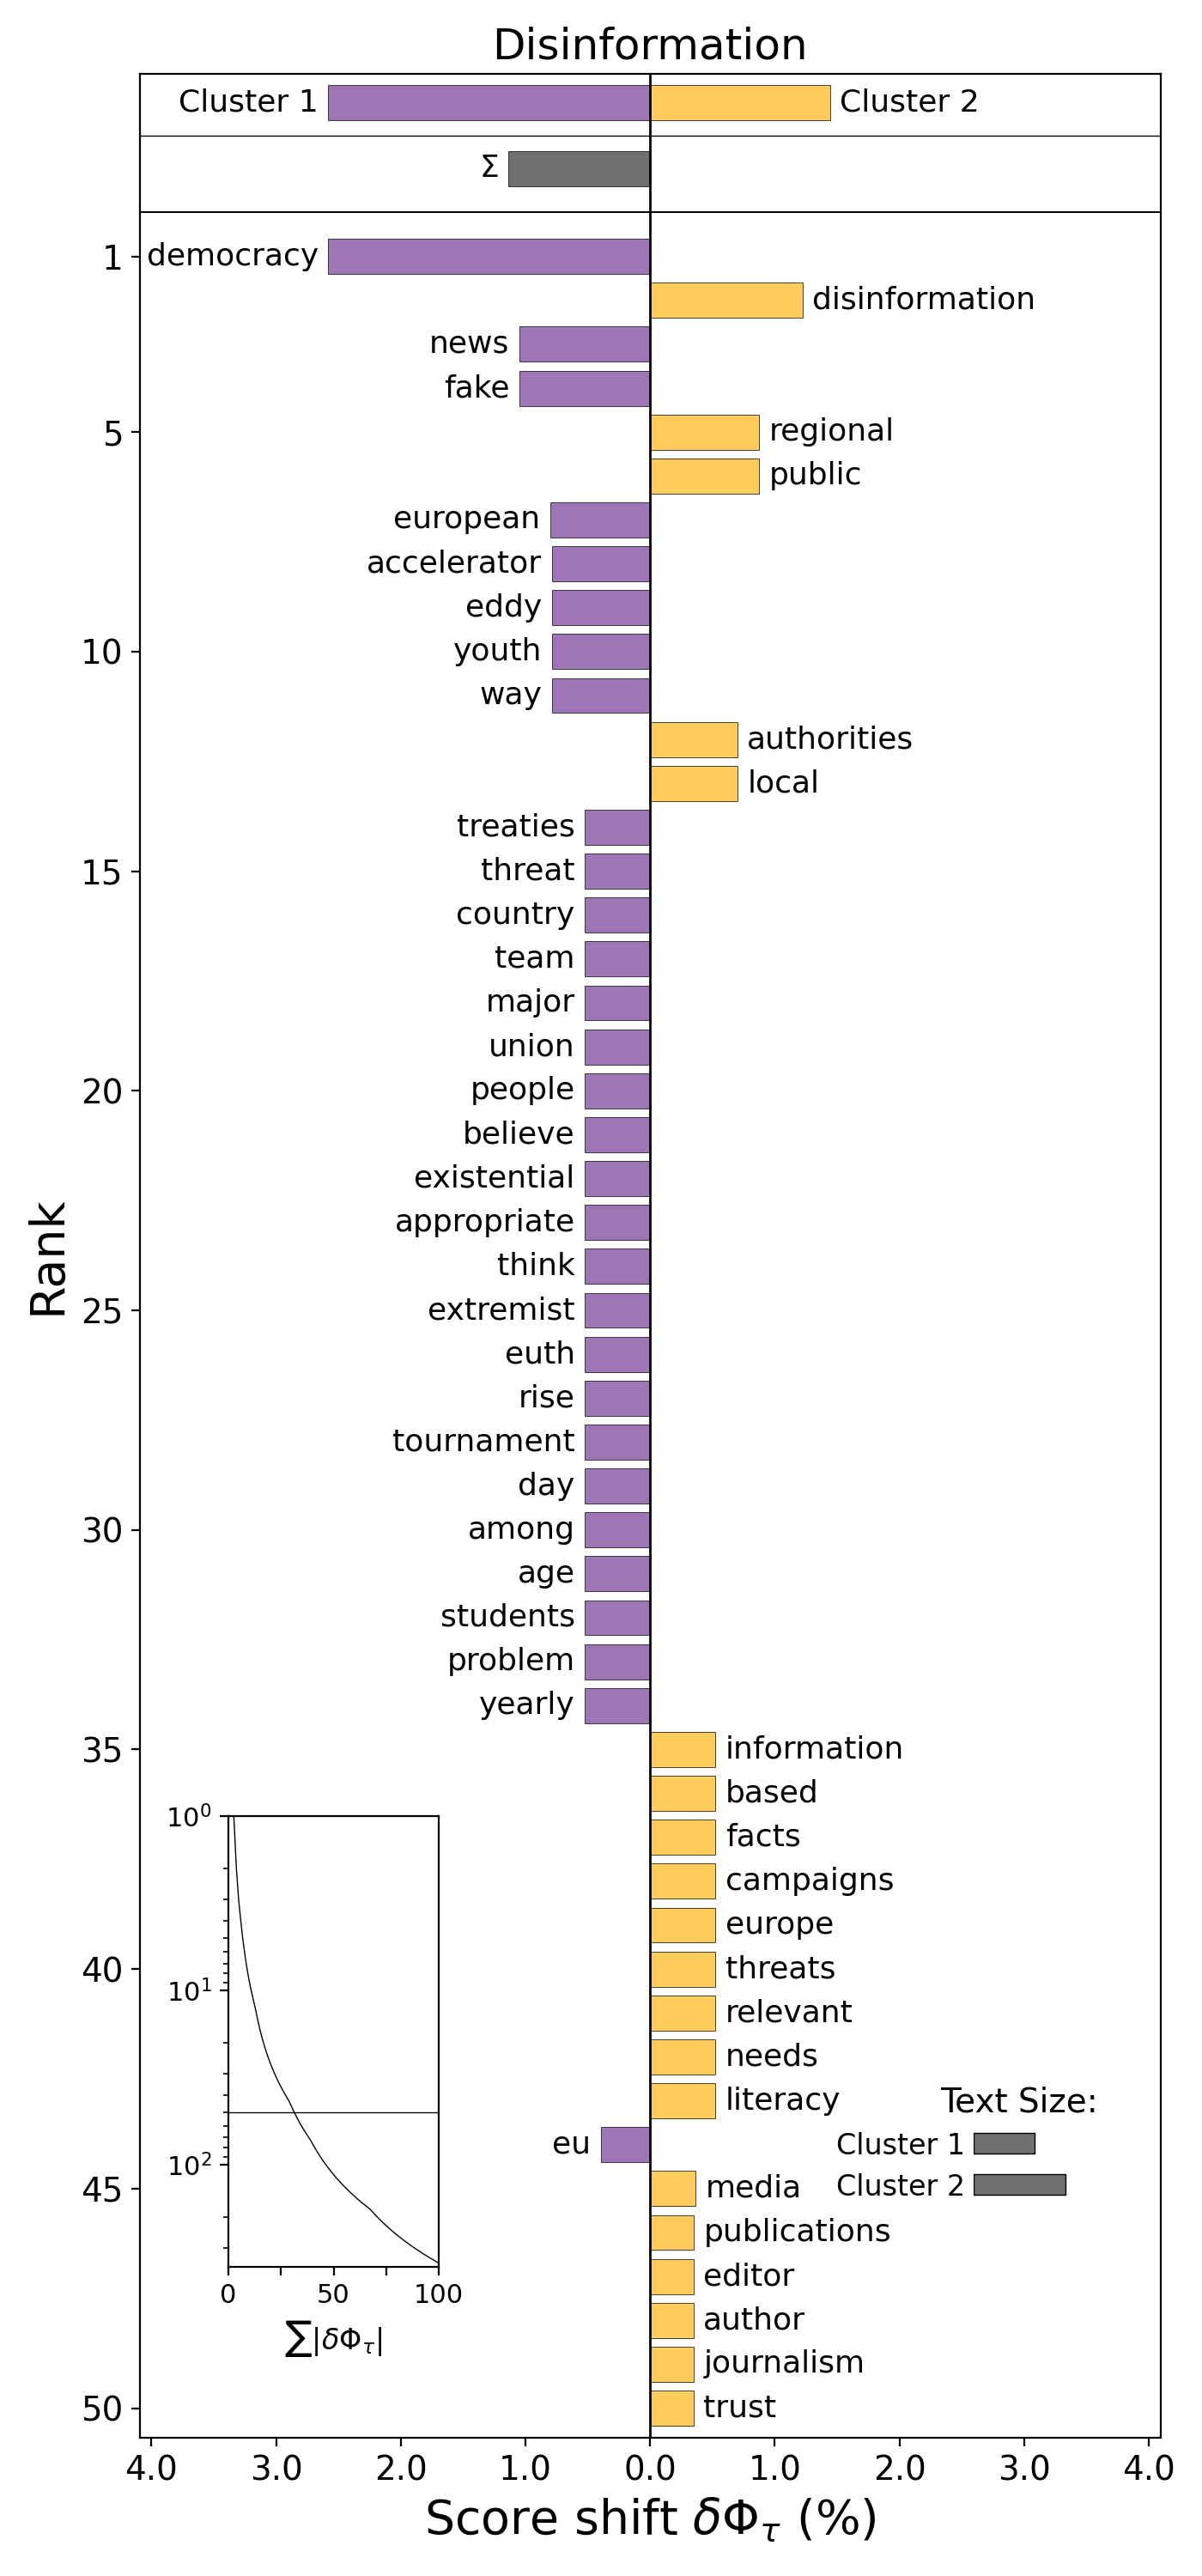 Disinformation
Cluster 1
Cluster 2
Σ
1
democracy
disinformation
news
fake
5
regional
public
european
accelerator
eddy
10
youth
way
authorities
local
treaties
15
threat
country
team
major
union
20
people
believe
existential
appropriate
think
25
extremist
euth
rise
tournament
day
30
among
age
students
problem
yearly
35
information
based
facts
campaigns
europe
40
threats
relevant
needs
literacy
eu
45
media
publications
editor
author
journalism
50
trust
Rank
Text Size:
Cluster 1
Cluster 2
10⁰
10¹
10²
0 50 100
∑|δΦτ|
4.0 3.0 2.0 1.0 0.0 1.0 2.0 3.0 4.0
Score shift δΦτ (%)